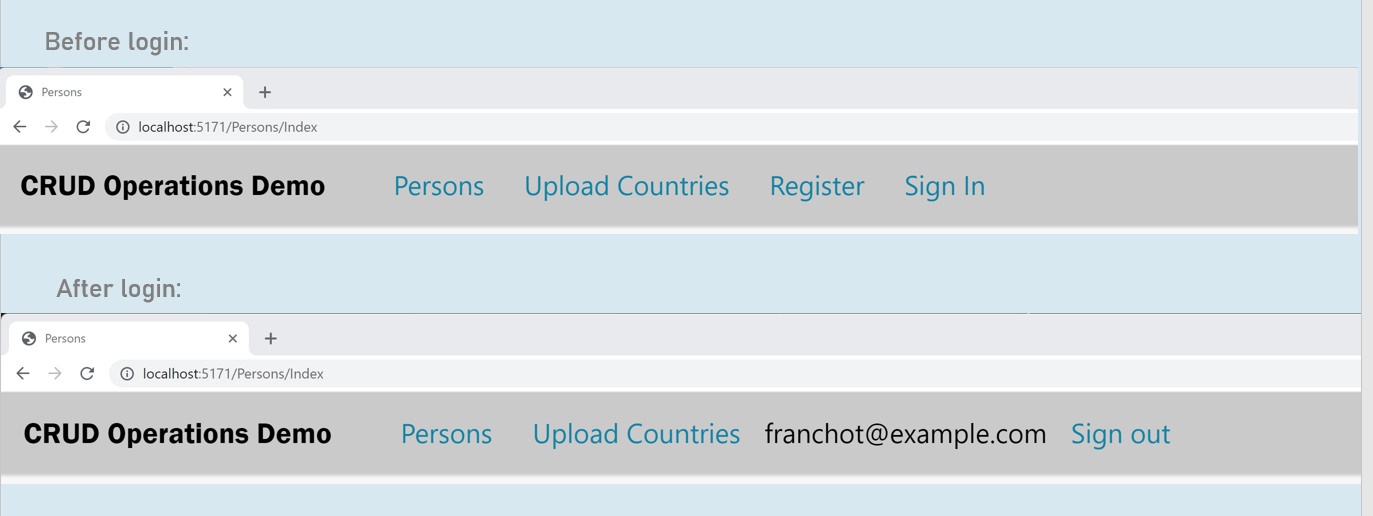 Before login:
Persons
localhost:5171/Persons/Index
CRUD Operations Demo Persons Upload Countries Register Sign In
After login:
Persons
localhost:5171/Persons/Index
CRUD Operations Demo Persons Upload Countries franchot@example.com Sign out